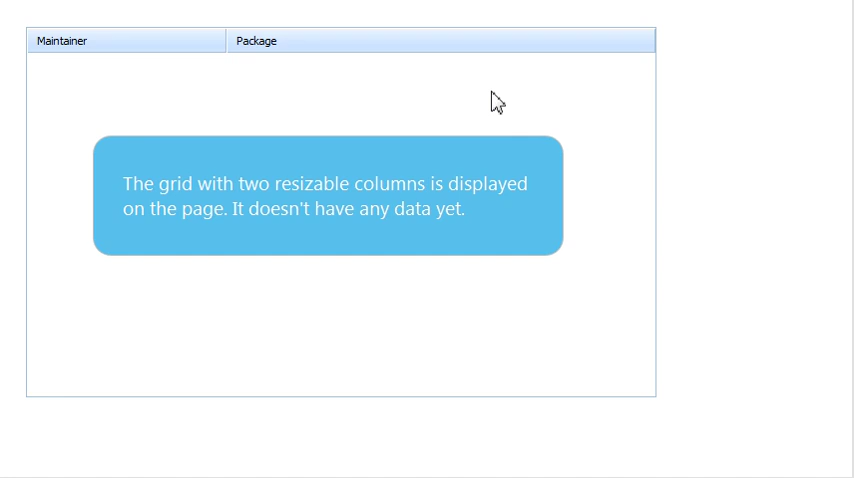 Maintainer Package
The grid with two resizable columns is displayed
on the page. It doesn't have any data yet.